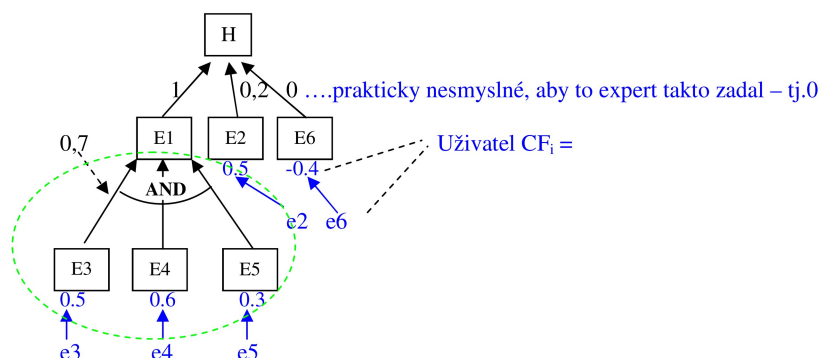 H
1 0,2 0 ….prakticky nesmyslné, aby to expert takto zadal – tj.0
E1 E2 E6
0,7 Uživatel CFi =
0.5 -0.4
AND
e2 e6
E3 E4 E5
0.5 0.6 0.3
e3 e4 e5